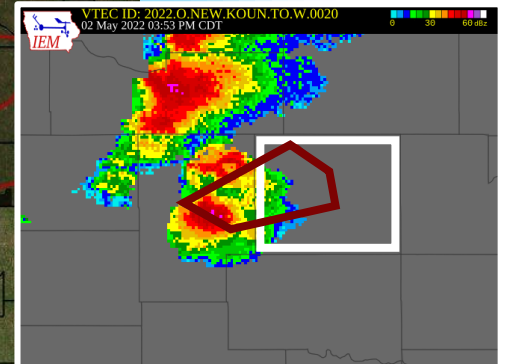 VTEC ID: 2022.O.NEW.KOUN.TO.W.0020
02 May 2022 03:53 PM CDT
0 30 60 dBz
IEM